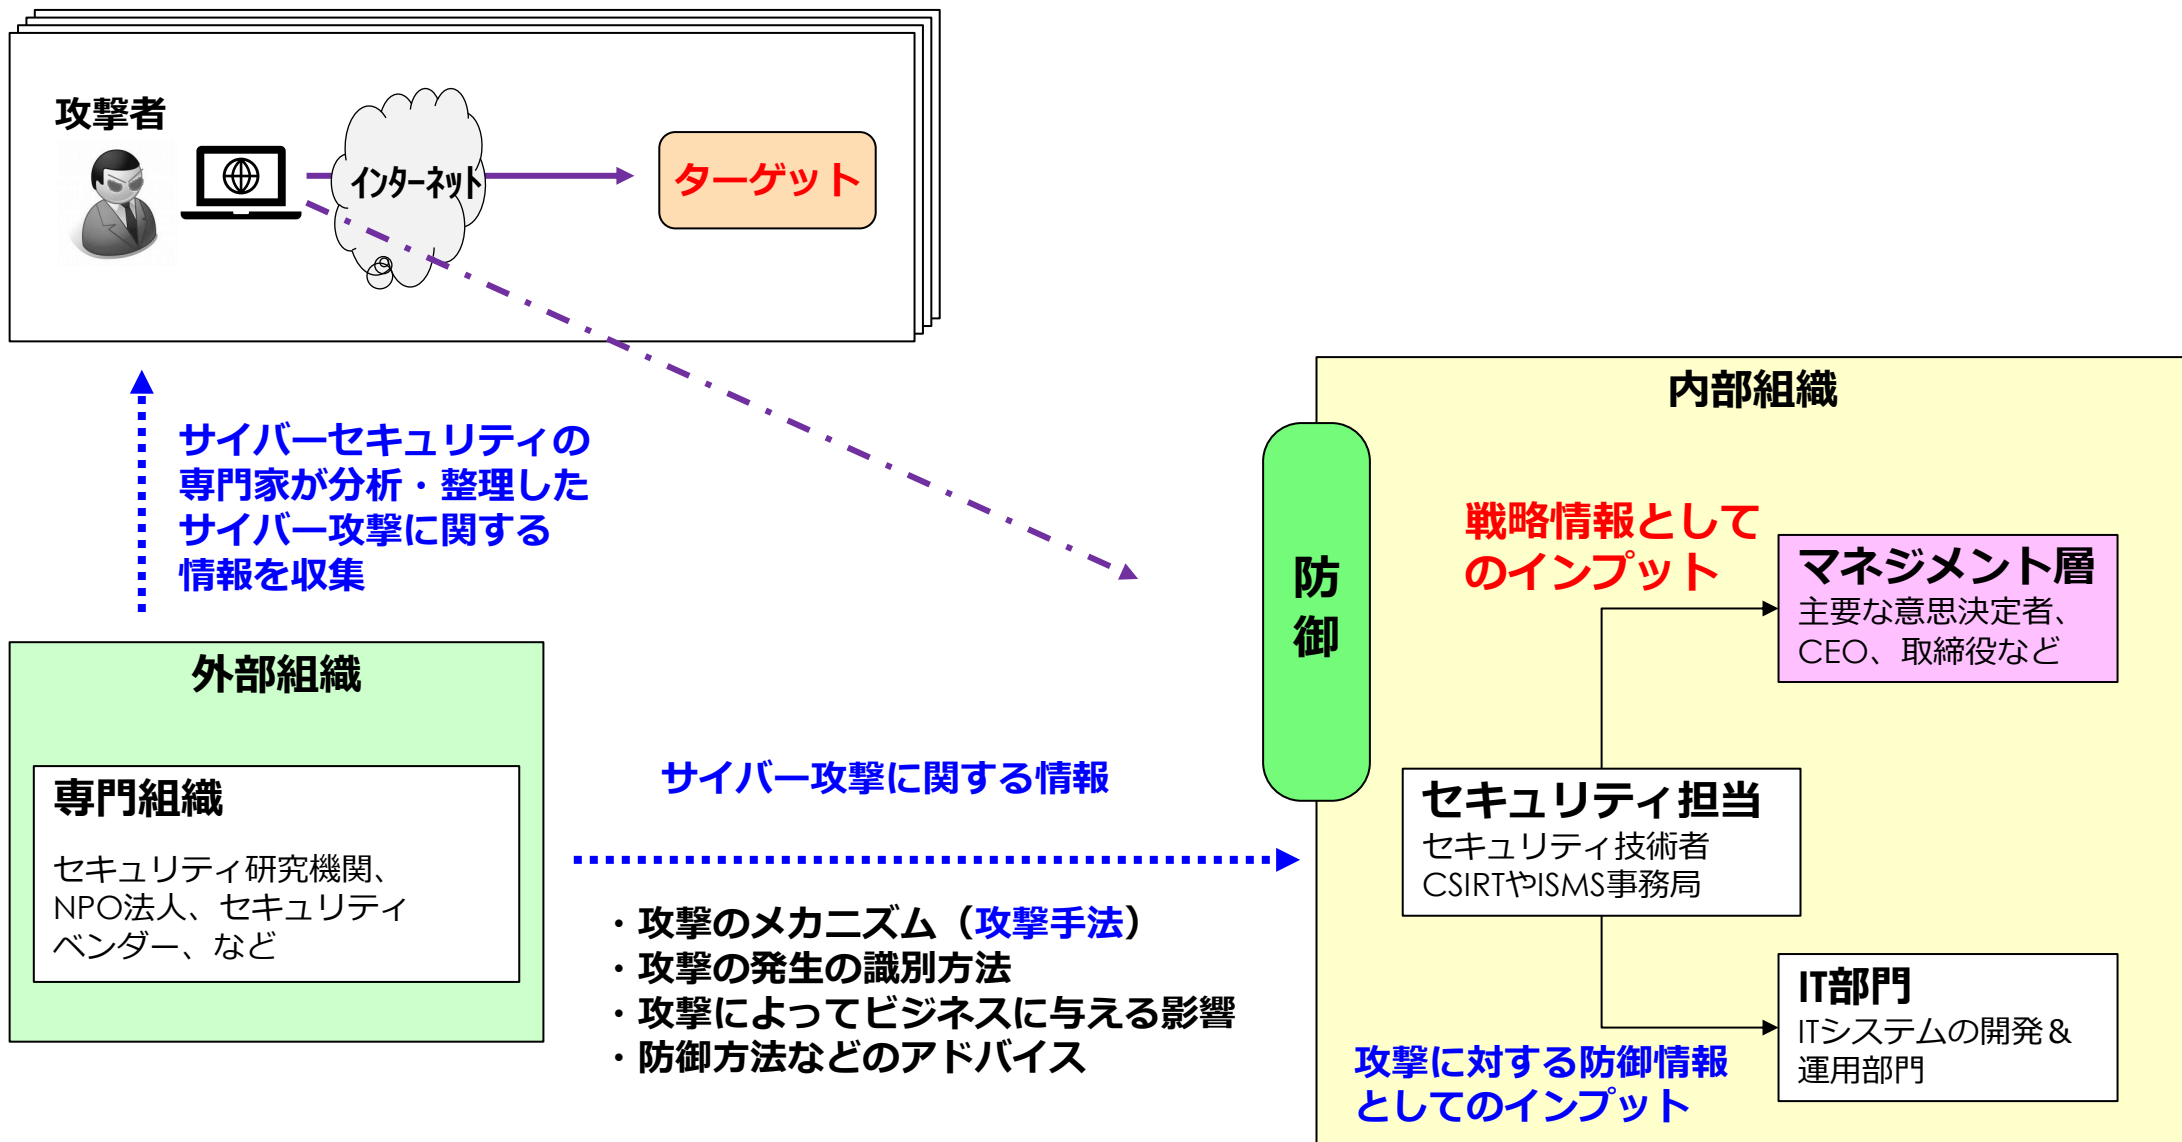 攻撃者
インターネット
ターゲット
サイバーセキュリティの
専門家が分析・整理した
サイバー攻撃に関する
情報を収集
外部組織
専門組織
セキュリティ研究機関、
NPO法人、セキュリティ
ベンダー、など
サイバー攻撃に関する情報
・攻撃のメカニズム（攻撃手法）
・攻撃の発生の識別方法
・攻撃によってビジネスに与える影響
・防御方法などのアドバイス
内部組織
防
御
戦略情報として
のインプット
マネジメント層
主要な意思決定者、
CEO、取締役など
セキュリティ担当
セキュリティ技術者
CSIRTやISMS事務局
IT部門
ITシステムの開発＆
運用部門
攻撃に対する防御情報
としてのインプット